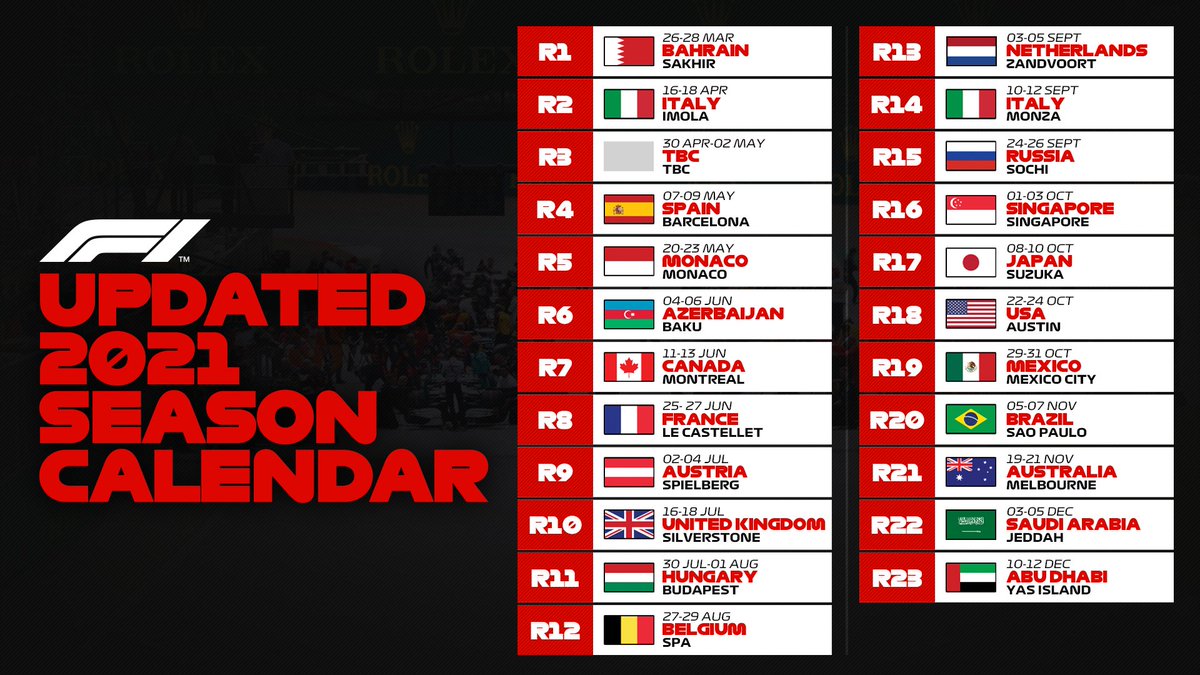 F1
TM
UPDATED
2021
SEASON
CALENDAR
R1
26-28 MAR
BAHRAIN
SAKHIR
R2
16-18 APR
ITALY
IMOLA
R3
30 APR-02 MAY
TBC
TBC
R4
07-09 MAY
SPAIN
BARCELONA
R5
20-23 MAY
MONACO
MONACO
R6
04-06 JUN
AZERBAIJAN
BAKU
R7
11-13 JUN
CANADA
MONTREAL
R8
25- 27 JUN
FRANCE
LE CASTELLET
R9
02-04 JUL
AUSTRIA
SPIELBERG
R10
16-18 JUL
UNITED KINGDOM
SILVERSTONE
R11
30 JUL-01 AUG
HUNGARY
BUDAPEST
R12
27-29 AUG
BELGIUM
SPA
R13
03-05 SEPT
NETHERLANDS
ZANDVOORT
R14
10-12 SEPT
ITALY
MONZA
R15
24-26 SEPT
RUSSIA
SOCHI
R16
01-03 OCT
SINGAPORE
SINGAPORE
R17
08-10 OCT
JAPAN
SUZUKA
R18
22-24 OCT
USA
AUSTIN
R19
29-31 OCT
MEXICO
MEXICO CITY
R20
05-07 NOV
BRAZIL
SAO PAULO
R21
19-21 NOV
AUSTRALIA
MELBOURNE
R22
03-05 DEC
SAUDI ARABIA
JEDDAH
R23
10-12 DEC
ABU DHABI
YAS ISLAND
ROLEX
ROLEX